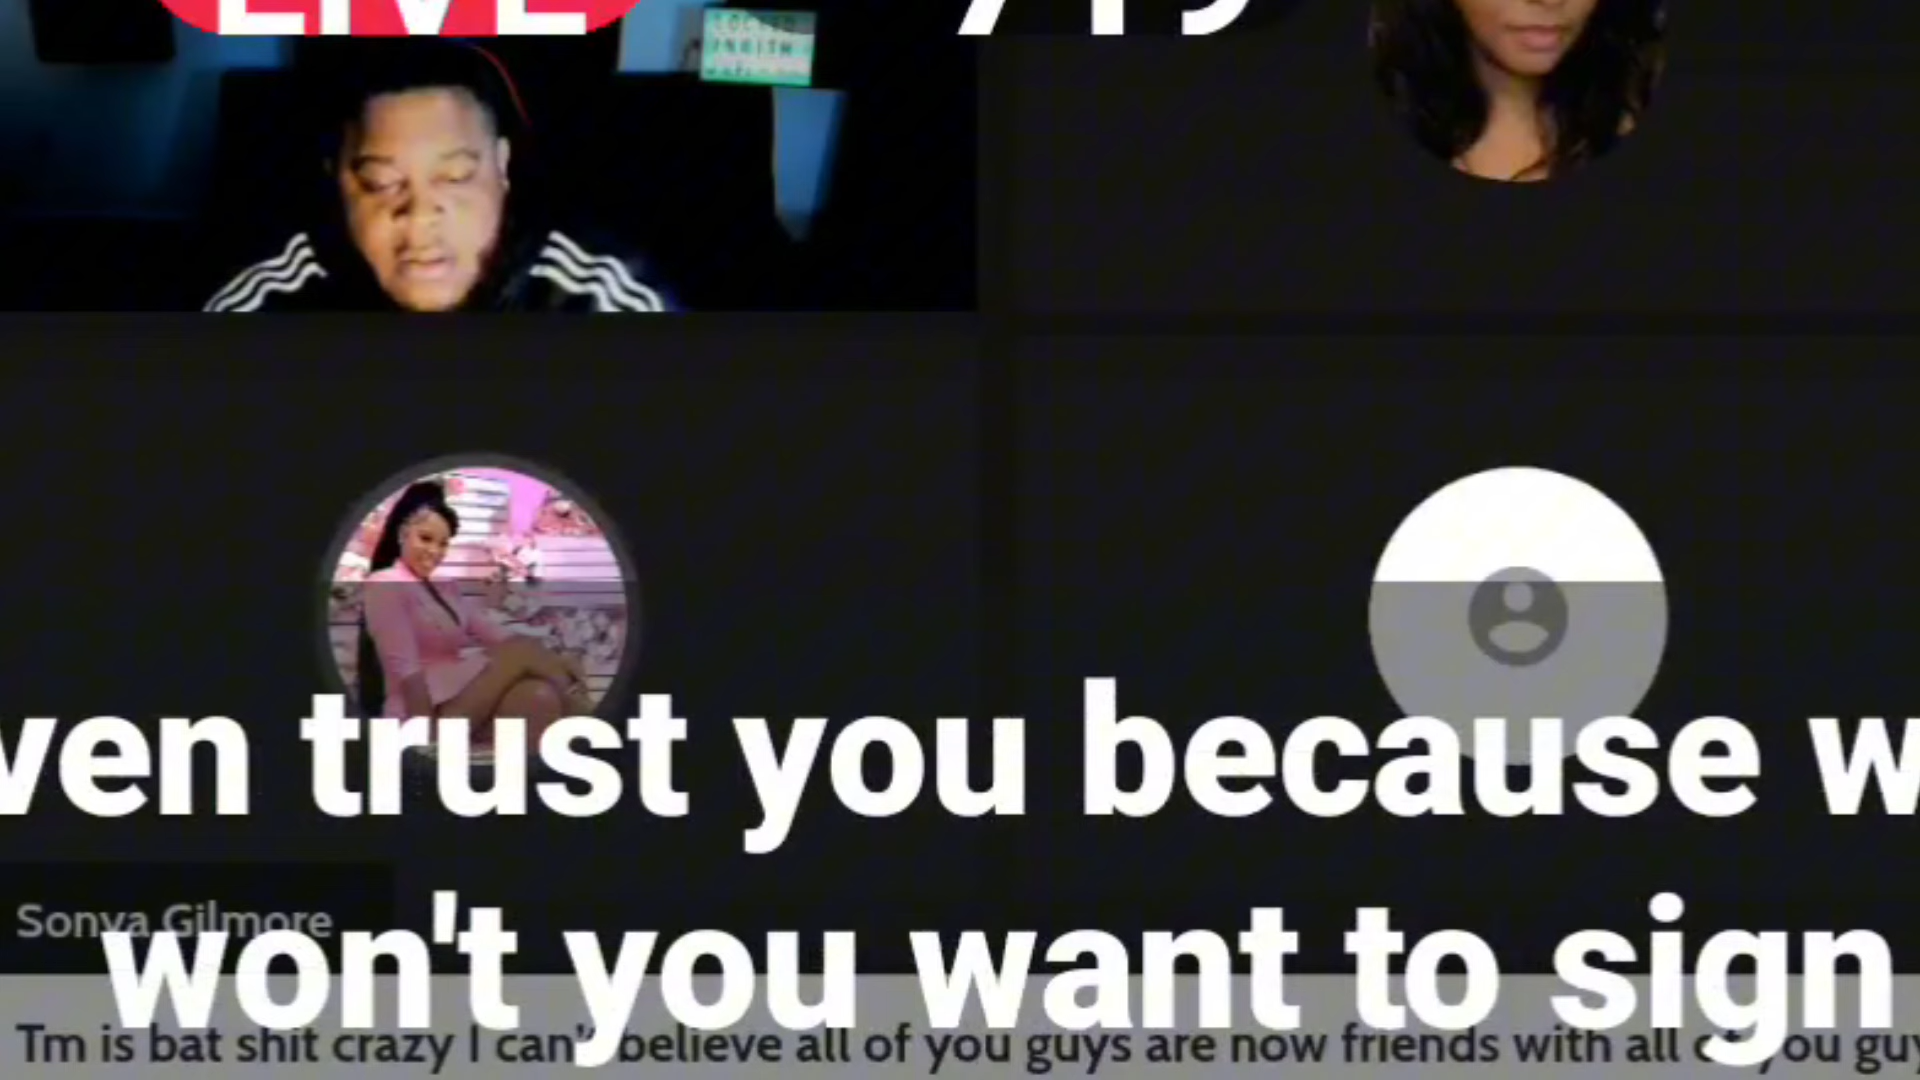 LIVE
ven trust you because w
Sonya Gilmore
won't you want to sign
Tm is bat shit crazy I can't believe all of you guys are now friends with all of you guy